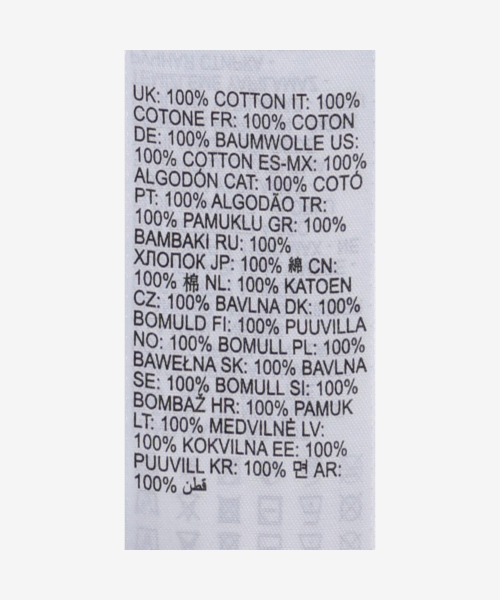 UK: 100% COTTON IT: 100%
COTONE FR: 100% COTON
DE: 100% BAUMWOLLE US:
100% COTTON ES-MX: 100%
ALGODÓN CAT: 100% COTÓ
PT: 100% ALGODÃO TR:
100% PAMUKLU GR: 100%
BAMBAKI RU: 100%
ХЛОПОК JP: 100% 綿 CN:
100% 棉 NL: 100% KATOEN
CZ: 100% BAVLNA DK: 100%
BOMULD FI: 100% PUUVILLA
NO: 100% BOMULL PL: 100%
BAWEŁNA SK: 100% BAVLNA
SE: 100% BOMULL SI: 100%
BOMBAŽ HR: 100% PAMUK
LT: 100% MEDVILNĖ LV:
100% KOKVILNA EE: 100%
PUUVILL KR: 100% 면 AR:
100% قطن